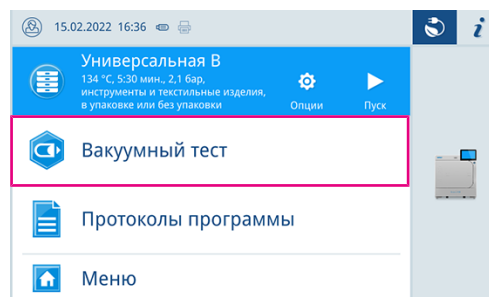 15.02.2022 16:36
i
Универсальная В
134 °C, 5:30 мин., 2,1 бар,
инструменты и текстильные изделия,
в упаковке или без упаковки
Опции
Пуск
Вакуумный тест
Протоколы программы
Меню